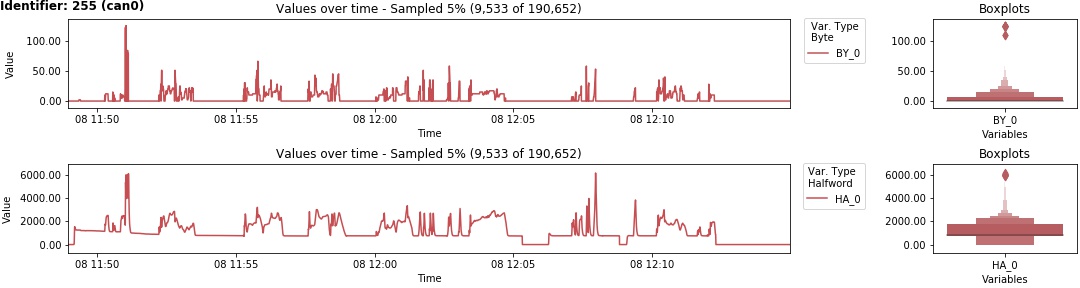 Identifier: 255 (can0)
Values over time - Sampled 5% (9,533 of 190,652)
Value
100.00
50.00
0.00
08 11:50
08 11:55
08 12:00
08 12:05
08 12:10
Time
Var. Type
Byte
BY_0
Boxplots
100.00
50.00
0.00
BY_0
Variables
Values over time - Sampled 5% (9,533 of 190,652)
Value
6000.00
4000.00
2000.00
0.00
08 11:50
08 11:55
08 12:00
08 12:05
08 12:10
Time
Var. Type
Halfword
HA_0
Boxplots
6000.00
4000.00
2000.00
0.00
HA_0
Variables